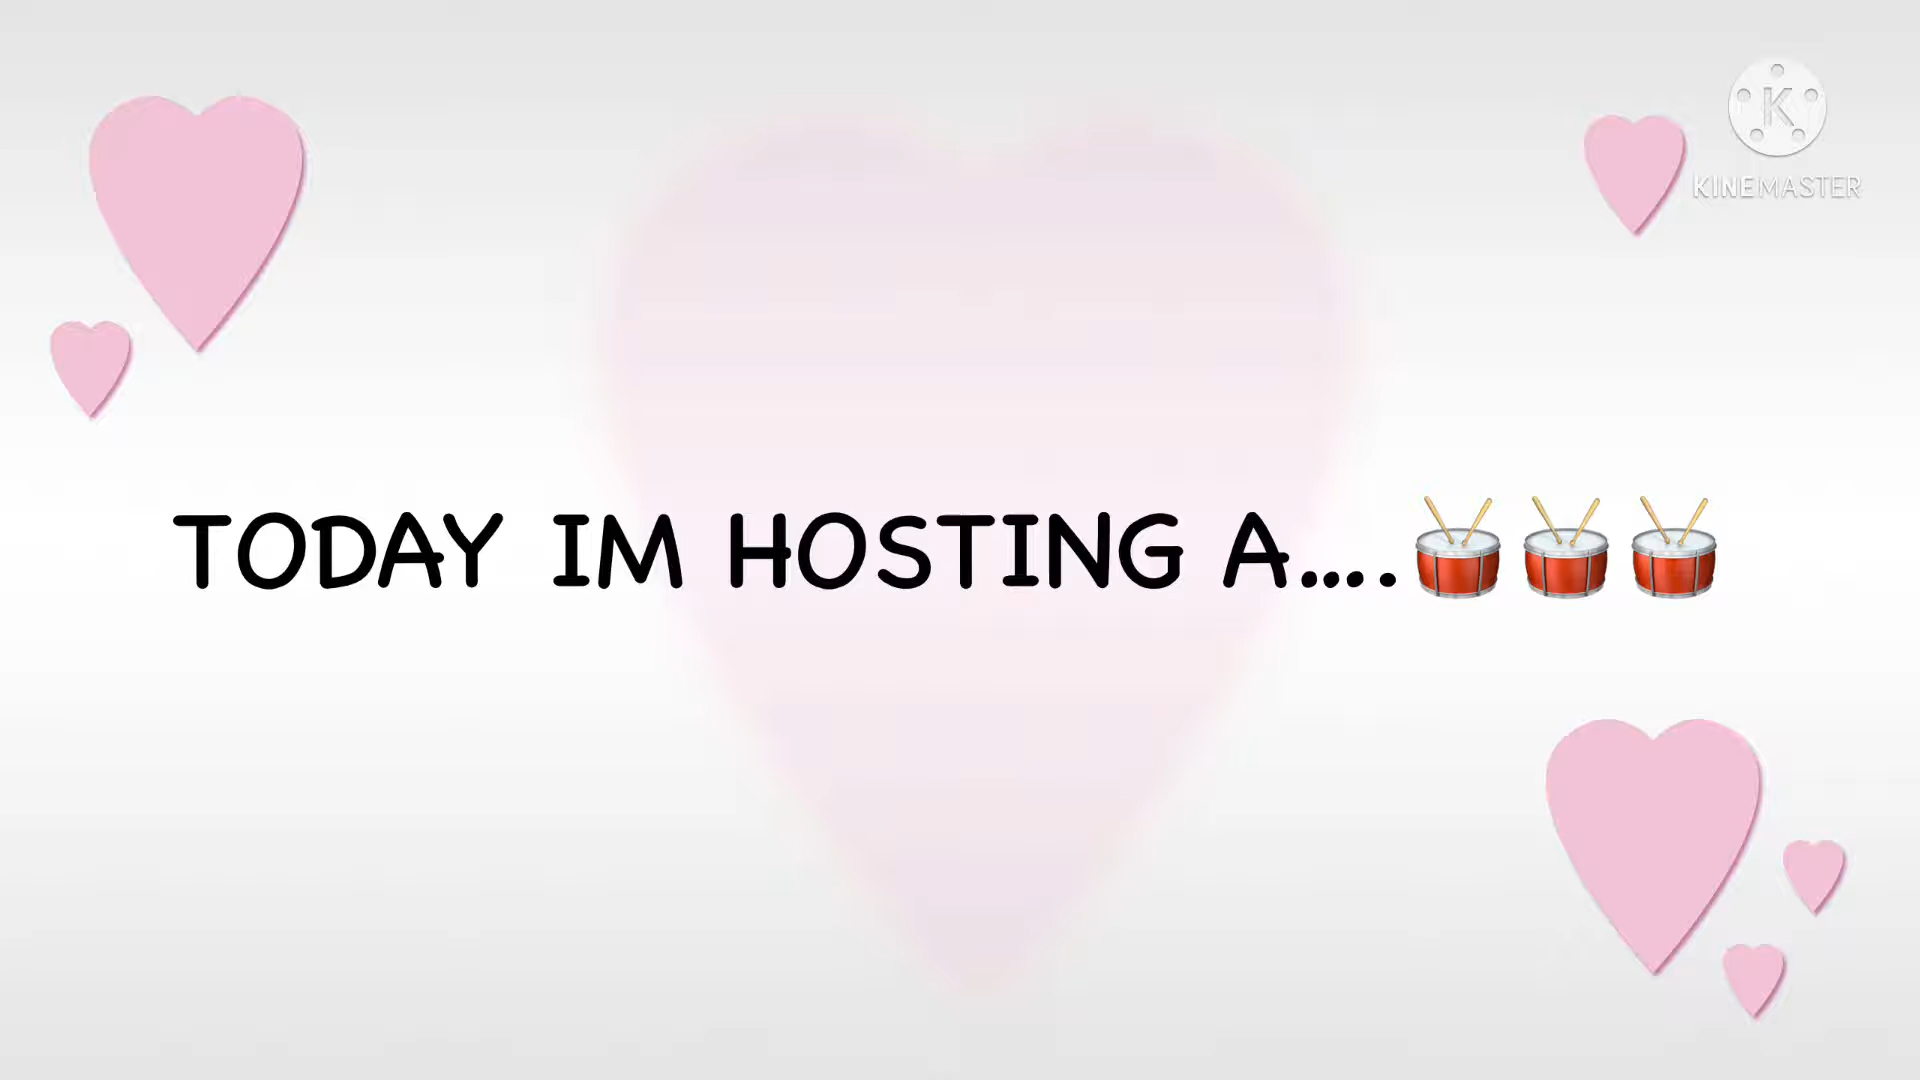 K
KINEMASTER
TODAY IM HOSTING A....🥁🥁🥁